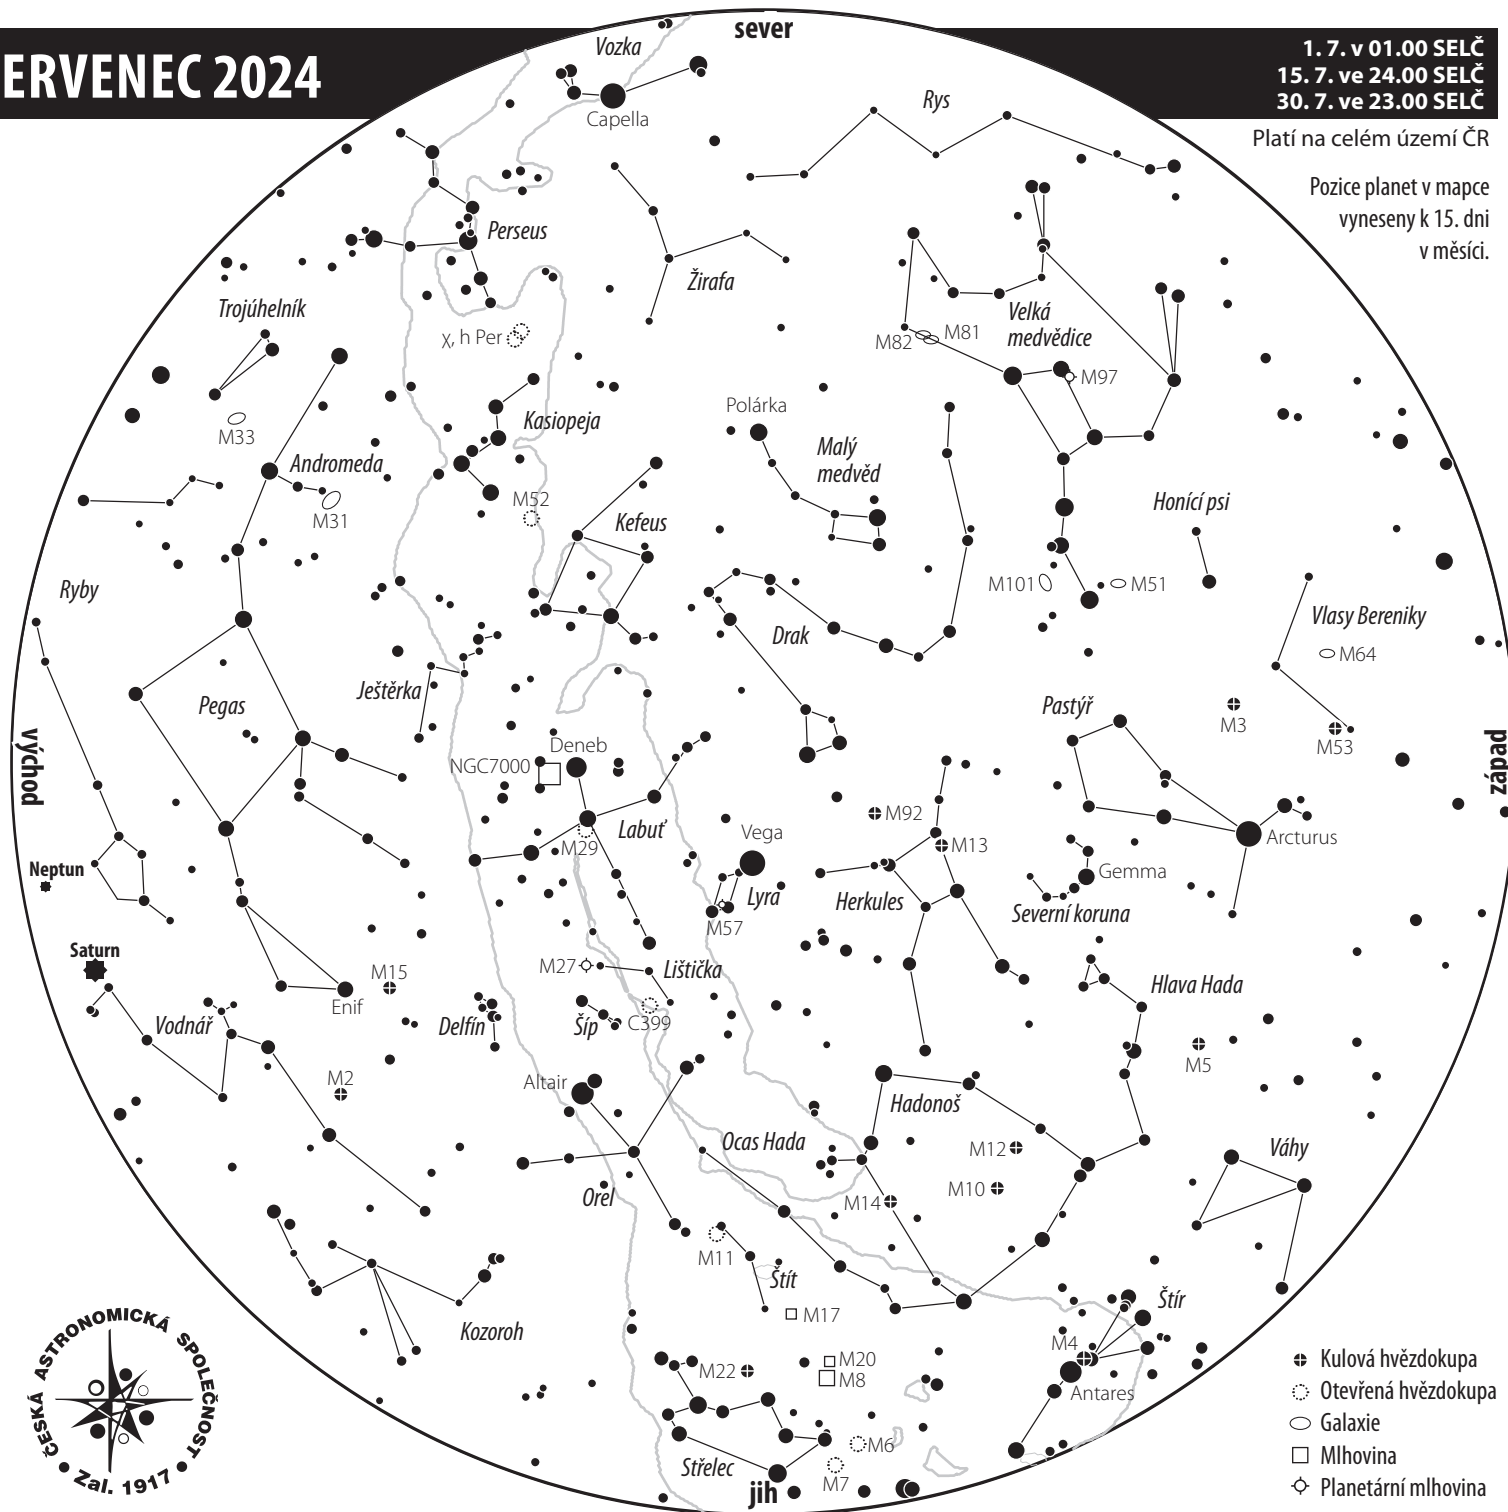 ERVENEC 2024
sever
1. 7. v 01.00 SELČ
15. 7. ve 24.00 SELČ
30. 7. ve 23.00 SELČ
Platí na celém území ČR
Pozice planet v mapce
vyneseny k 15. dni
v měsíci.
Vozka
Capella
Rys
Perseus
Žirafa
Trojúhelník
χ, h Per
Velká
medvědice
M82
M81
M97
M33
Kasiopeja
Polárka
Malý
medvěd
Andromeda
M31
M52
Kefeus
Honící psi
Ryby
M101
M51
Drak
Vlasy Bereniky
M64
Pegas
Ještěrka
Pastýř
M3
M53
východ
západ
NGC7000
Deneb
Labuť
M29
Vega
M92
M13
Arcturus
Neptun
Lyra
M57
Herkules
Gemma
Severní koruna
Saturn
M15
Enif
M27
Lištička
Hlava Hada
Vodnář
Delfín
Šíp
C399
M5
M2
Altair
Hadonoš
Ocas Hada
M12
Váhy
Orel
M14
M10
M11
Štít
M17
Štír
Kozoroh
M4
M22
M20
M8
Antares
Střelec
M6
M7
jih
ČESKÁ ASTRONOMICKÁ SPOLEČNOST
Zal. 1917
Kulová hvězdokupa
Otevřená hvězdokupa
Galaxie
Mlhovina
Planetární mlhovina